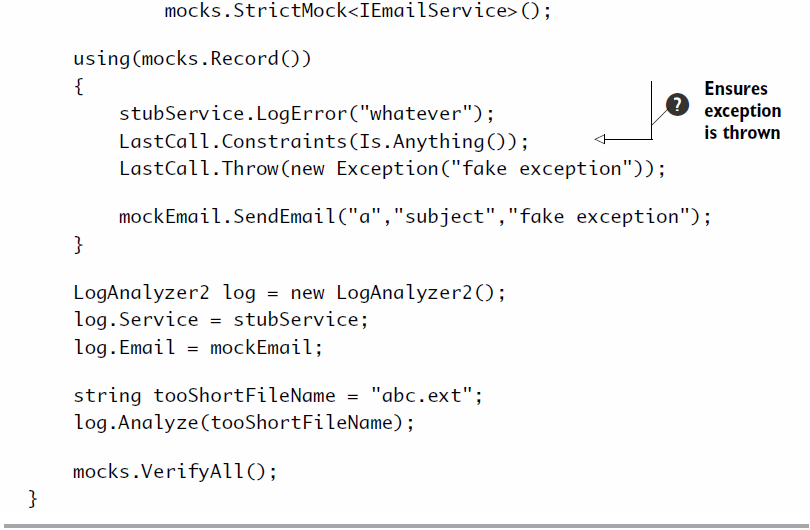 mocks.StrictMock<IEmailService>();
using(mocks.Record())
{
stubService.LogError("whatever");
LastCall.Constraints(Is.Anything());
LastCall.Throw(new Exception("fake exception"));
mockEmail.SendEmail("a","subject","fake exception");
}
LogAnalyzer2 log = new LogAnalyzer2();
log.Service = stubService;
log.Email = mockEmail;
string tooShortFileName = "abc.ext";
log.Analyze(tooShortFileName);
mocks.VerifyAll();
}
?
Ensures
exception
is thrown